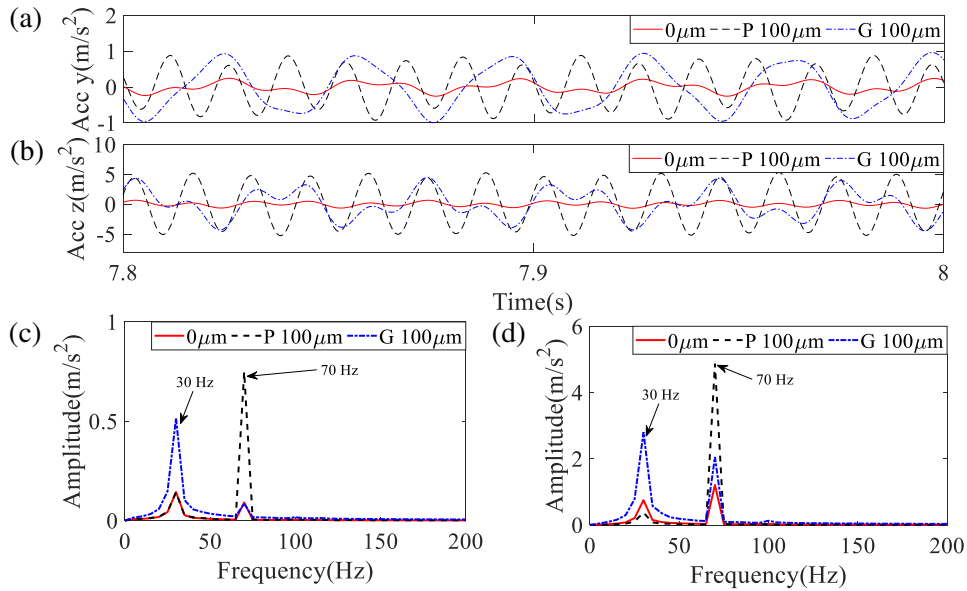 (a)
Acc y(m/s²)
2
1
0
-1
0μm P 100μm G 100μm
(b)
Acc z(m/s²)
10
5
0
-5
0μm P 100μm G 100μm
7.8 7.9 8
Time(s)
(c)
Amplitude(m/s²)
1
0.5
0
0μm P 100μm G 100μm
30 Hz
70 Hz
0 50 100 150 200
Frequency(Hz)
(d)
Amplitude(m/s²)
6
4
2
0
0μm P 100μm G 100μm
30 Hz
70 Hz
0 50 100 150 200
Frequency(Hz)